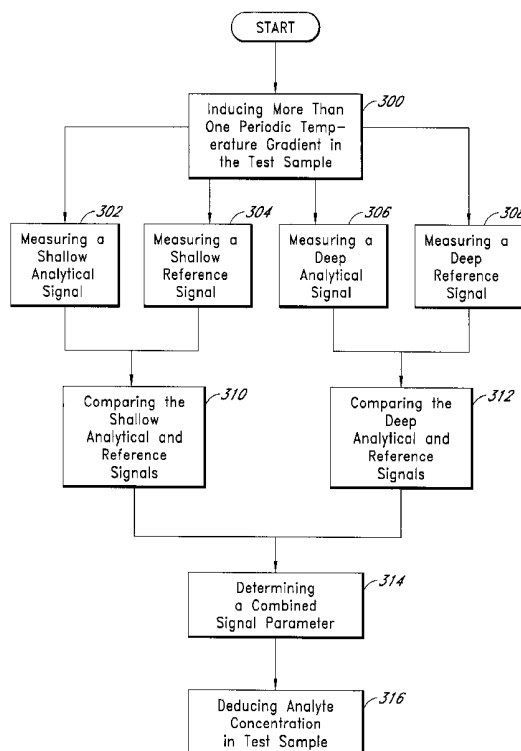 START
300
Inducing More Than
One Periodic Temp-
erature Gradient in
the Test Sample
302
304
306
308
Measuring a
Shallow
Analytical
Signal
Measuring a
Shallow
Reference
Signal
Measuring a
Deep
Analytical
Signal
Measuring a
Deep
Reference
Signal
310
312
Comparing the
Shallow
Analytical and
Reference
Signals
Comparing the
Deep
Analytical and
Reference
Signals
314
Determining
a Combined
Signal Parameter
316
Deducing Analyte
Concentration
in Test Sample